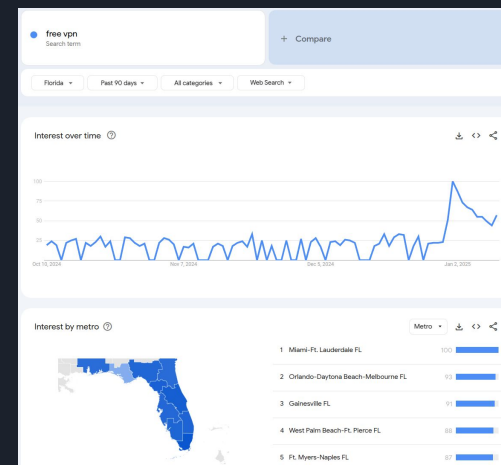 free vpn
Search term
+ Compare
Florida
Past 90 days
All categories
Web Search
Interest over time
100
75
50
25
Oct 10, 2024
Nov 7, 2024
Dec 5, 2024
Jan 2, 2025
Interest by metro
Metro
1 Miami-Ft. Lauderdale FL 100
2 Orlando-Daytona Beach-Melbourne FL 93
3 Gainesville FL 91
4 West Palm Beach-Ft. Pierce FL 88
5 Ft. Myers-Naples FL 87